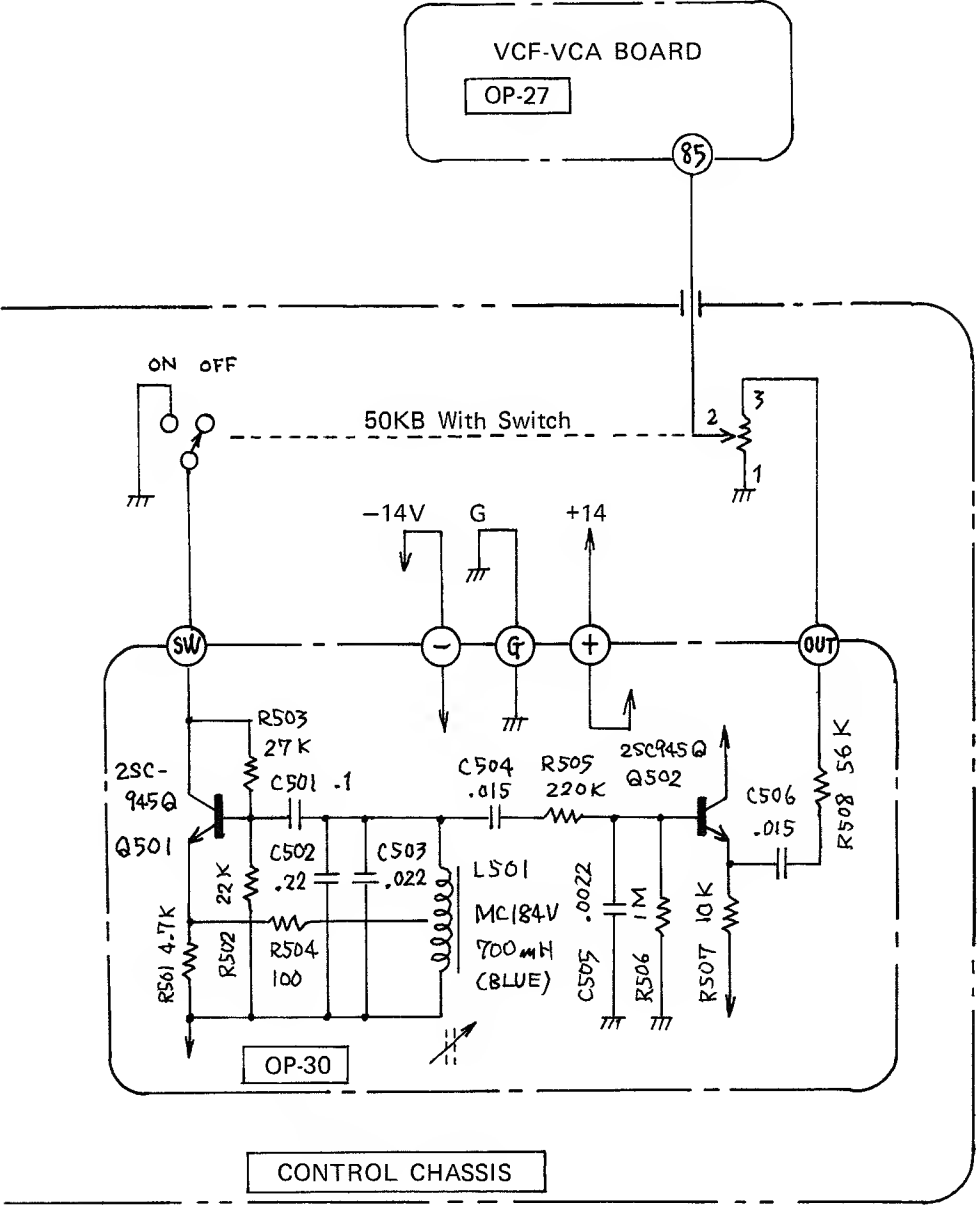 VCF-VCA BOARD
OP-27
85
ON OFF
50KB With Switch
2
3
1
-14V G +14
SW
-
G
+
OUT
R503
27K
2SC-
945Q
Q501
C501 .1
C504
.015
R505
220K
2SC945Q
Q502
C506
.015
R508 56K
C502
.22
C503
.022
L501
MC184V
700mH
(BLUE)
22K
R502
R501 4.7K
R504
100
C505 .0022
R506 1M
R507 10K
OP-30
CONTROL CHASSIS